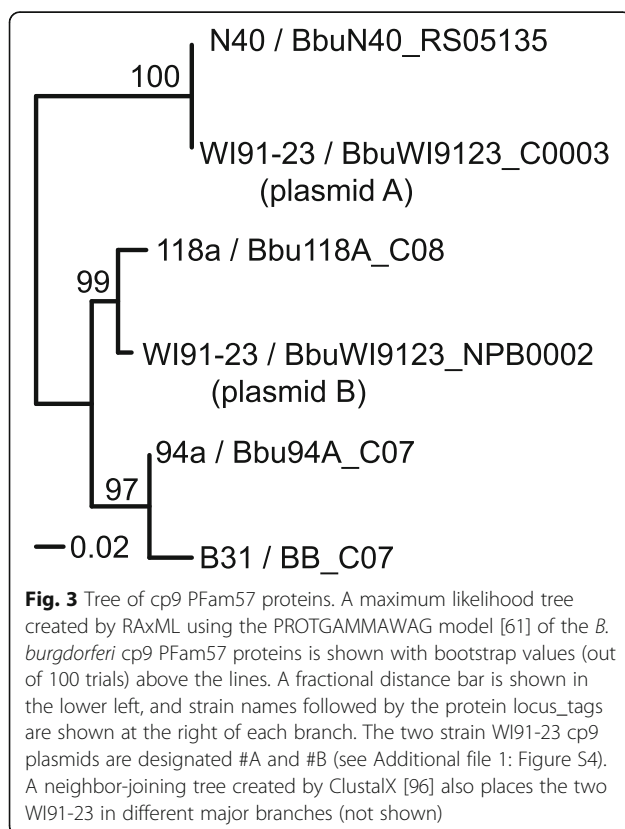 N40 / BbuN40_RS05135
100
WI91-23 / BbuWI9123_C0003
(plasmid A)
118a / Bbu118A_C08
99
WI91-23 / BbuWI9123_NPB0002
(plasmid B)
94a / Bbu94A_C07
97
0.02
B31 / BB_C07
Fig. 3 Tree of cp9 PFam57 proteins. A maximum likelihood tree
created by RAxML using the PROTGAMMAWAG model [61] of the B.
burgdorferi cp9 PFam57 proteins is shown with bootstrap values (out
of 100 trials) above the lines. A fractional distance bar is shown in
the lower left, and strain names followed by the protein locus_tags
are shown at the right of each branch. The two strain WI91-23 cp9
plasmids are designated #A and #B (see Additional file 1: Figure S4).
A neighbor-joining tree created by ClustalX [96] also places the two
WI91-23 in different major branches (not shown)